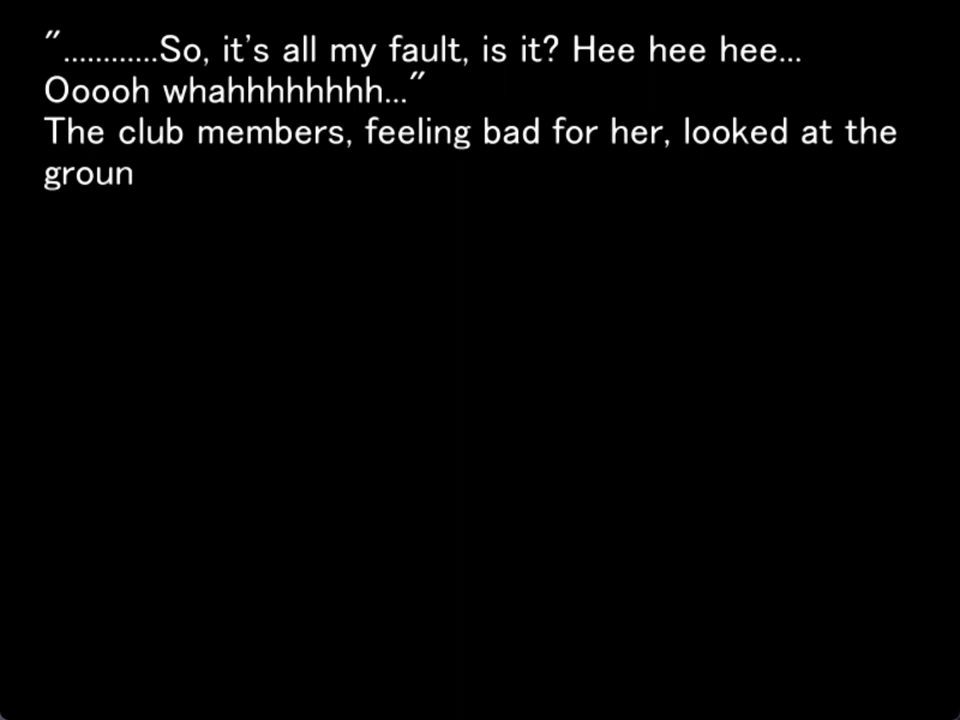 "............So, it's all my fault, is it? Hee hee hee...
Ooooh whahhhhhhhh..."
The club members, feeling bad for her, looked at the
groun